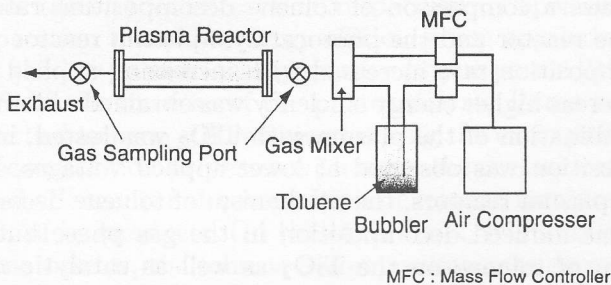 MFC
Plasma Reactor
Exhaust
Gas Sampling Port
Gas Mixer
Toluene
Bubbler
Air Compresser
MFC : Mass Flow Controller